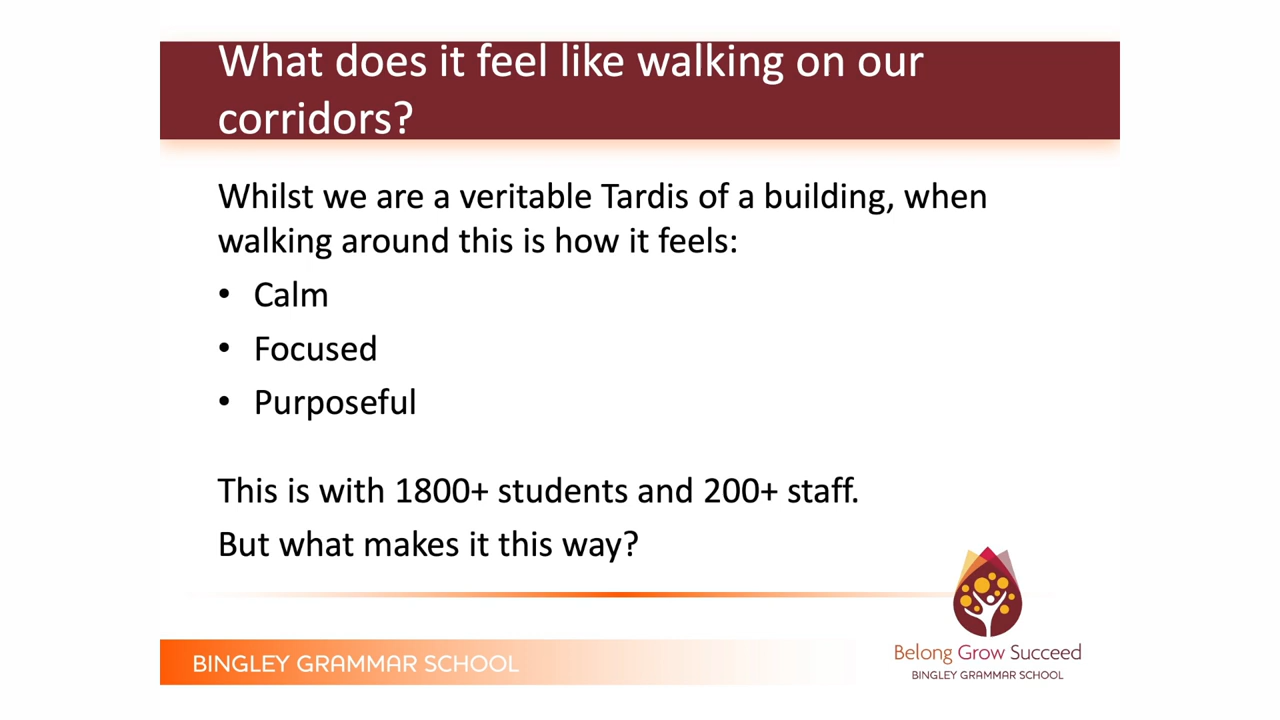 What does it feel like walking on our
corridors?
Whilst we are a veritable Tardis of a building, when
walking around this is how it feels:
• Calm
• Focused
• Purposeful
This is with 1800+ students and 200+ staff.
But what makes it this way?
BINGLEY GRAMMAR SCHOOL
Belong Grow Succeed
BINGLEY GRAMMAR SCHOOL